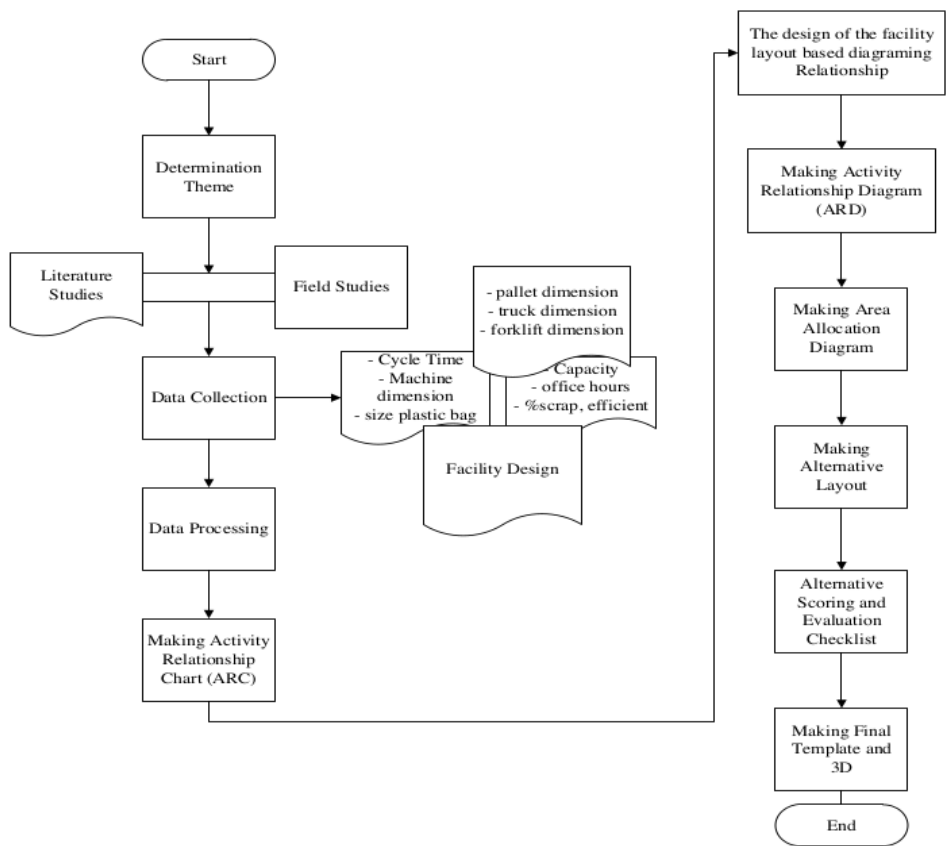 Start
Determination
Theme
Literature
Studies
Field Studies
Data Collection
- Cycle Time
- Machine
dimension
- size plastic bag
- pallet dimension
- truck dimension
- forklift dimension
- Capacity
- office hours
- %scrap, efficient
Facility Design
Data Processing
Making Activity
Relationship
Chart (ARC)
The design of the facility
layout based diagraming
Relationship
Making Activity
Relationship Diagram
(ARD)
Making Area
Allocation
Diagram
Making
Alternative
Layout
Alternative
Scoring and
Evaluation
Checklist
Making Final
Template and
3D
End